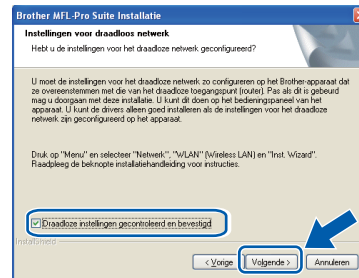 Brother MFL-Pro Suite Installatie
Instellingen voor draadloos netwerk
Hebt u de instellingen voor het draadloze netwerk geconfigureerd?
U moet de instellingen voor het draadloze netwerk zo configureren op het Brother-apparaat dat
ze overeenstemmen met die van het draadloze toegangspunt (router). Pas als dit is gebeurd
mag u doorgaan met deze installatie. U kunt dit doen op het bedieningspaneel van het
apparaat. U kunt de drivers alleen goed installeren als de instellingen voor het draadloze
netwerk zijn geconfigureerd op het apparaat.
Druk op "Menu" en selecteer "Netwerk", "WLAN" (Wireless LAN) en "Inst. Wizard".
Raadpleeg de beknopte installatiehandleiding voor instructies.
Draadloze instellingen gecontroleerd en bevestigd
InstallShield
< Vorige
Volgende >
Annuleren